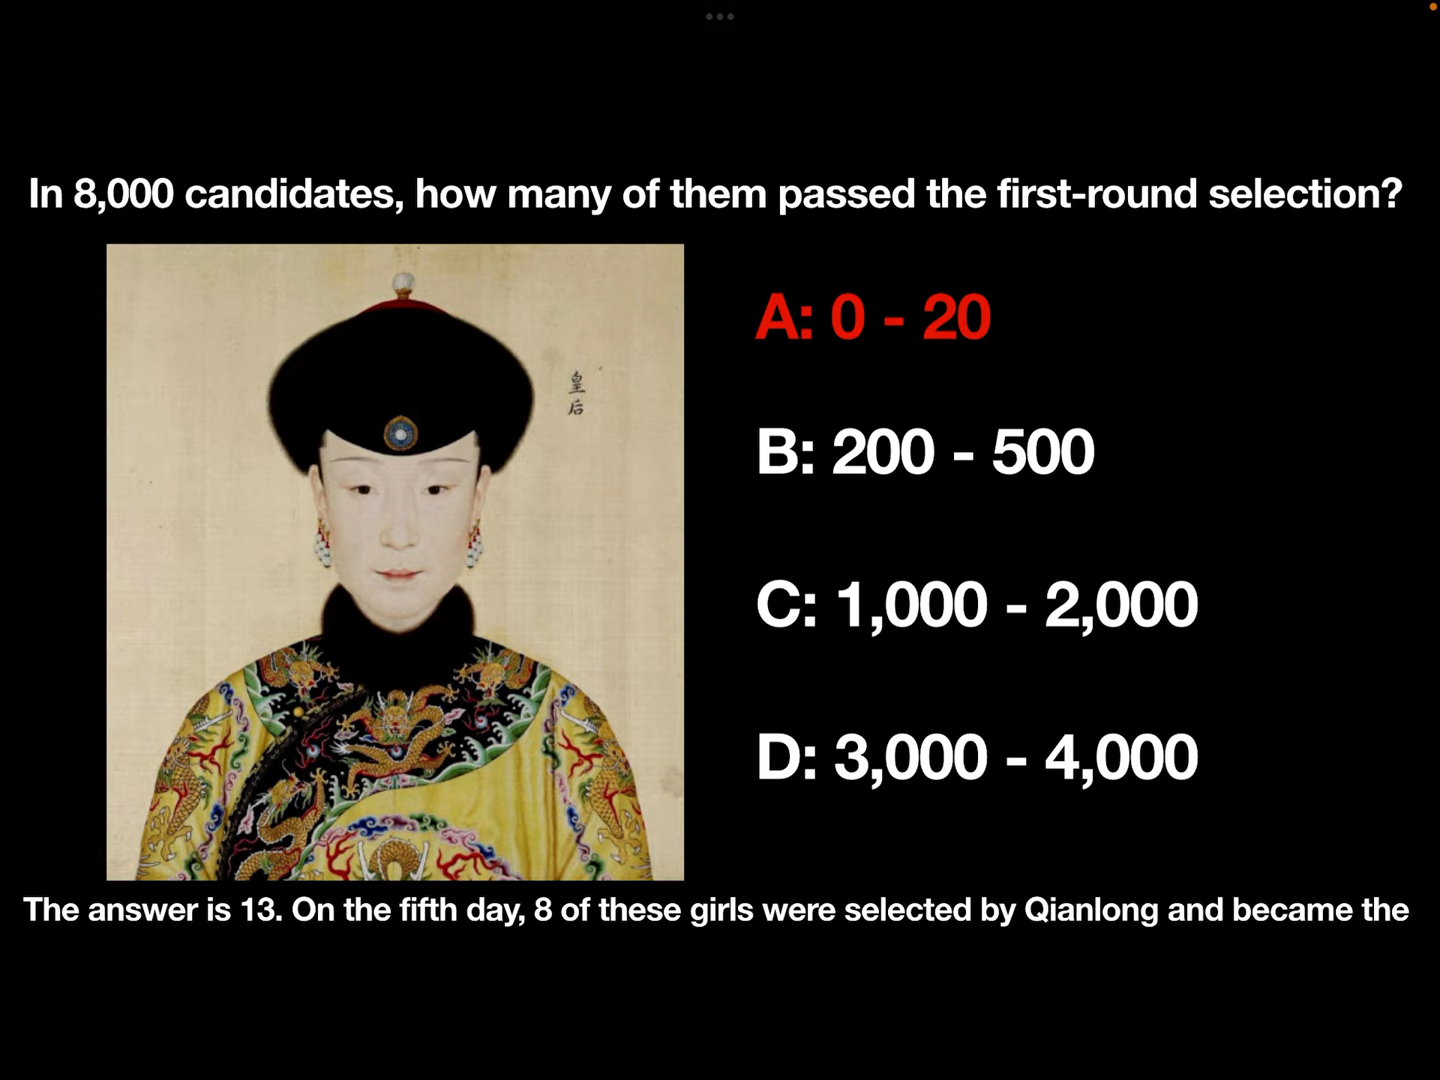 In 8,000 candidates, how many of them passed the first-round selection?
皇后
A: 0 - 20
B: 200 - 500
C: 1,000 - 2,000
D: 3,000 - 4,000
The answer is 13. On the fifth day, 8 of these girls were selected by Qianlong and became the